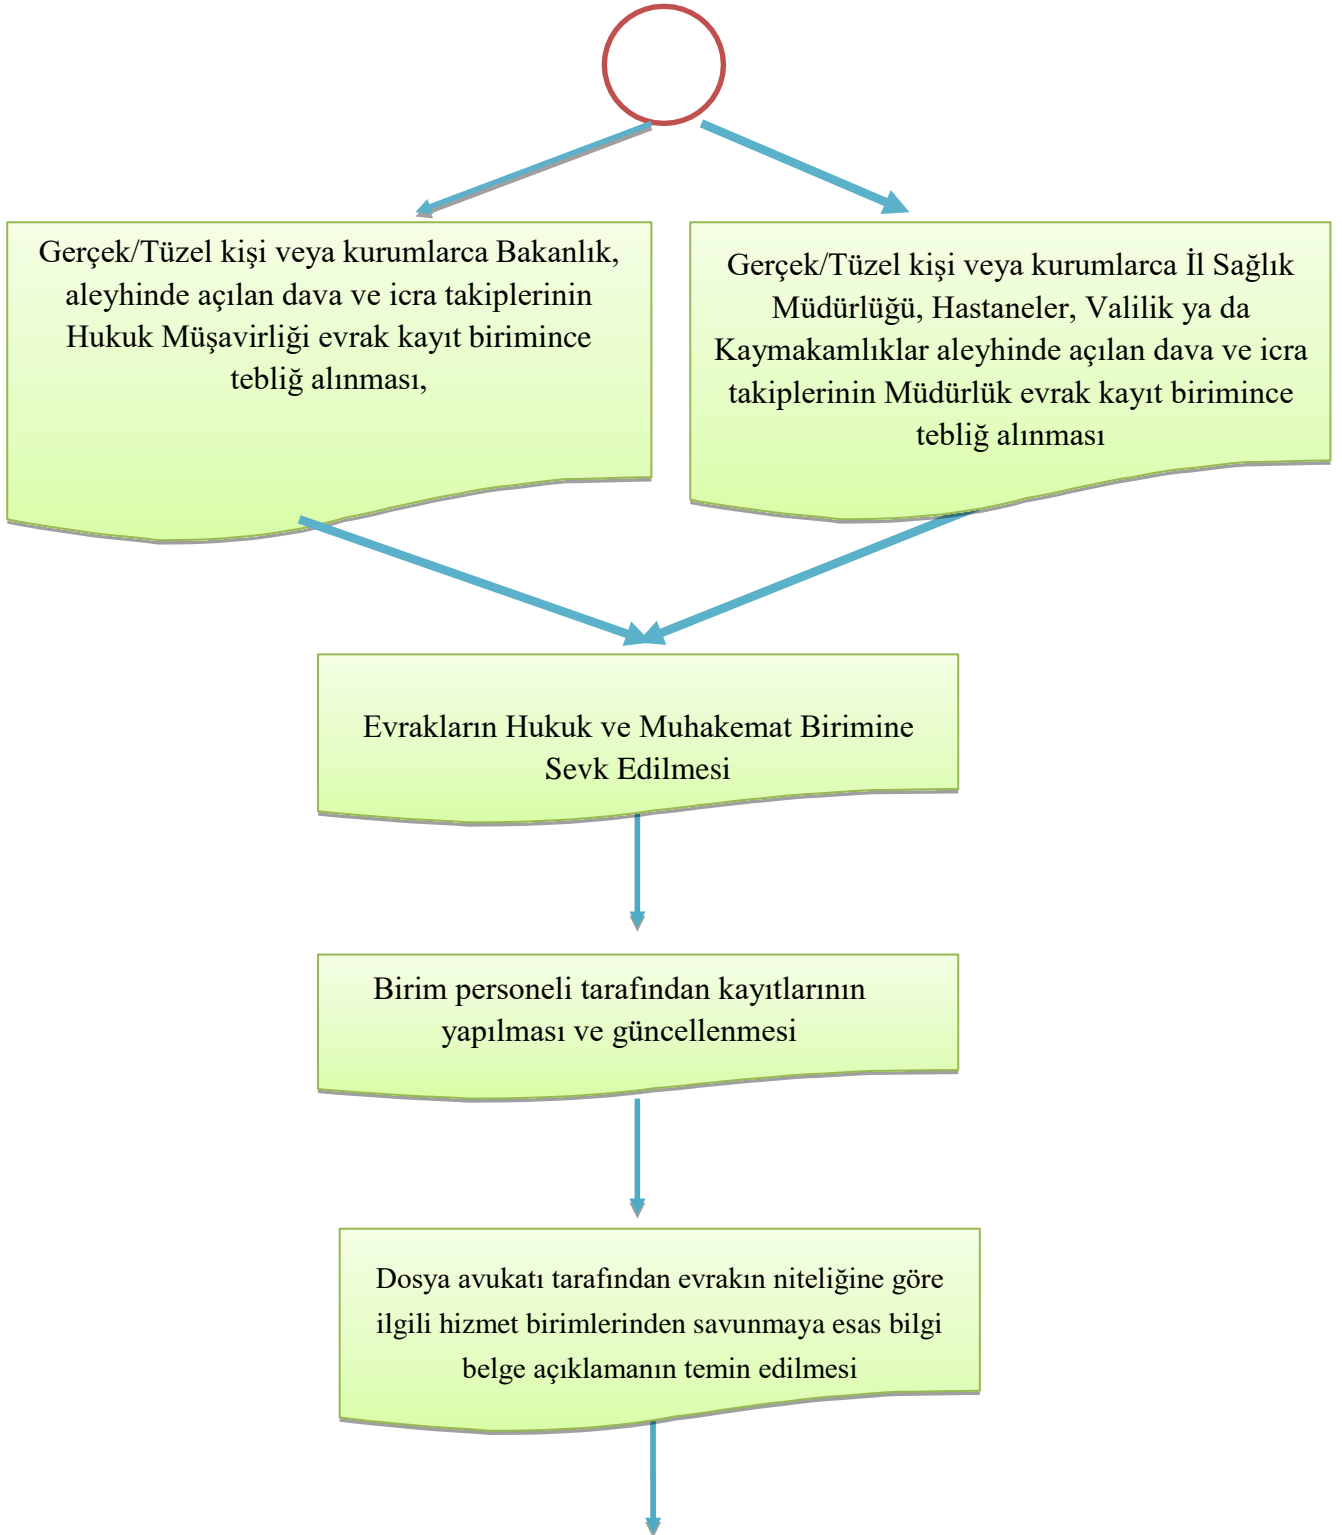 Gerçek/Tüzel kişi veya kurumlarca Bakanlık,
aleyhinde açılan dava ve icra takiplerinin
Hukuk Müşavirliği evrak kayıt birimince
tebliğ alınması,
Gerçek/Tüzel kişi veya kurumlarca İl Sağlık
Müdürlüğü, Hastaneler, Valilik ya da
Kaymakamlıklar aleyhinde açılan dava ve icra
takiplerinin Müdürlük evrak kayıt birimince
tebliğ alınması
Evrakların Hukuk ve Muhakemat Birimine
Sevk Edilmesi
Birim personeli tarafından kayıtlarının
yapılması ve güncellenmesi
Dosya avukatı tarafından evrakın niteliğine göre
ilgili hizmet birimlerinden savunmaya esas bilgi
belge açıklamanın temin edilmesi